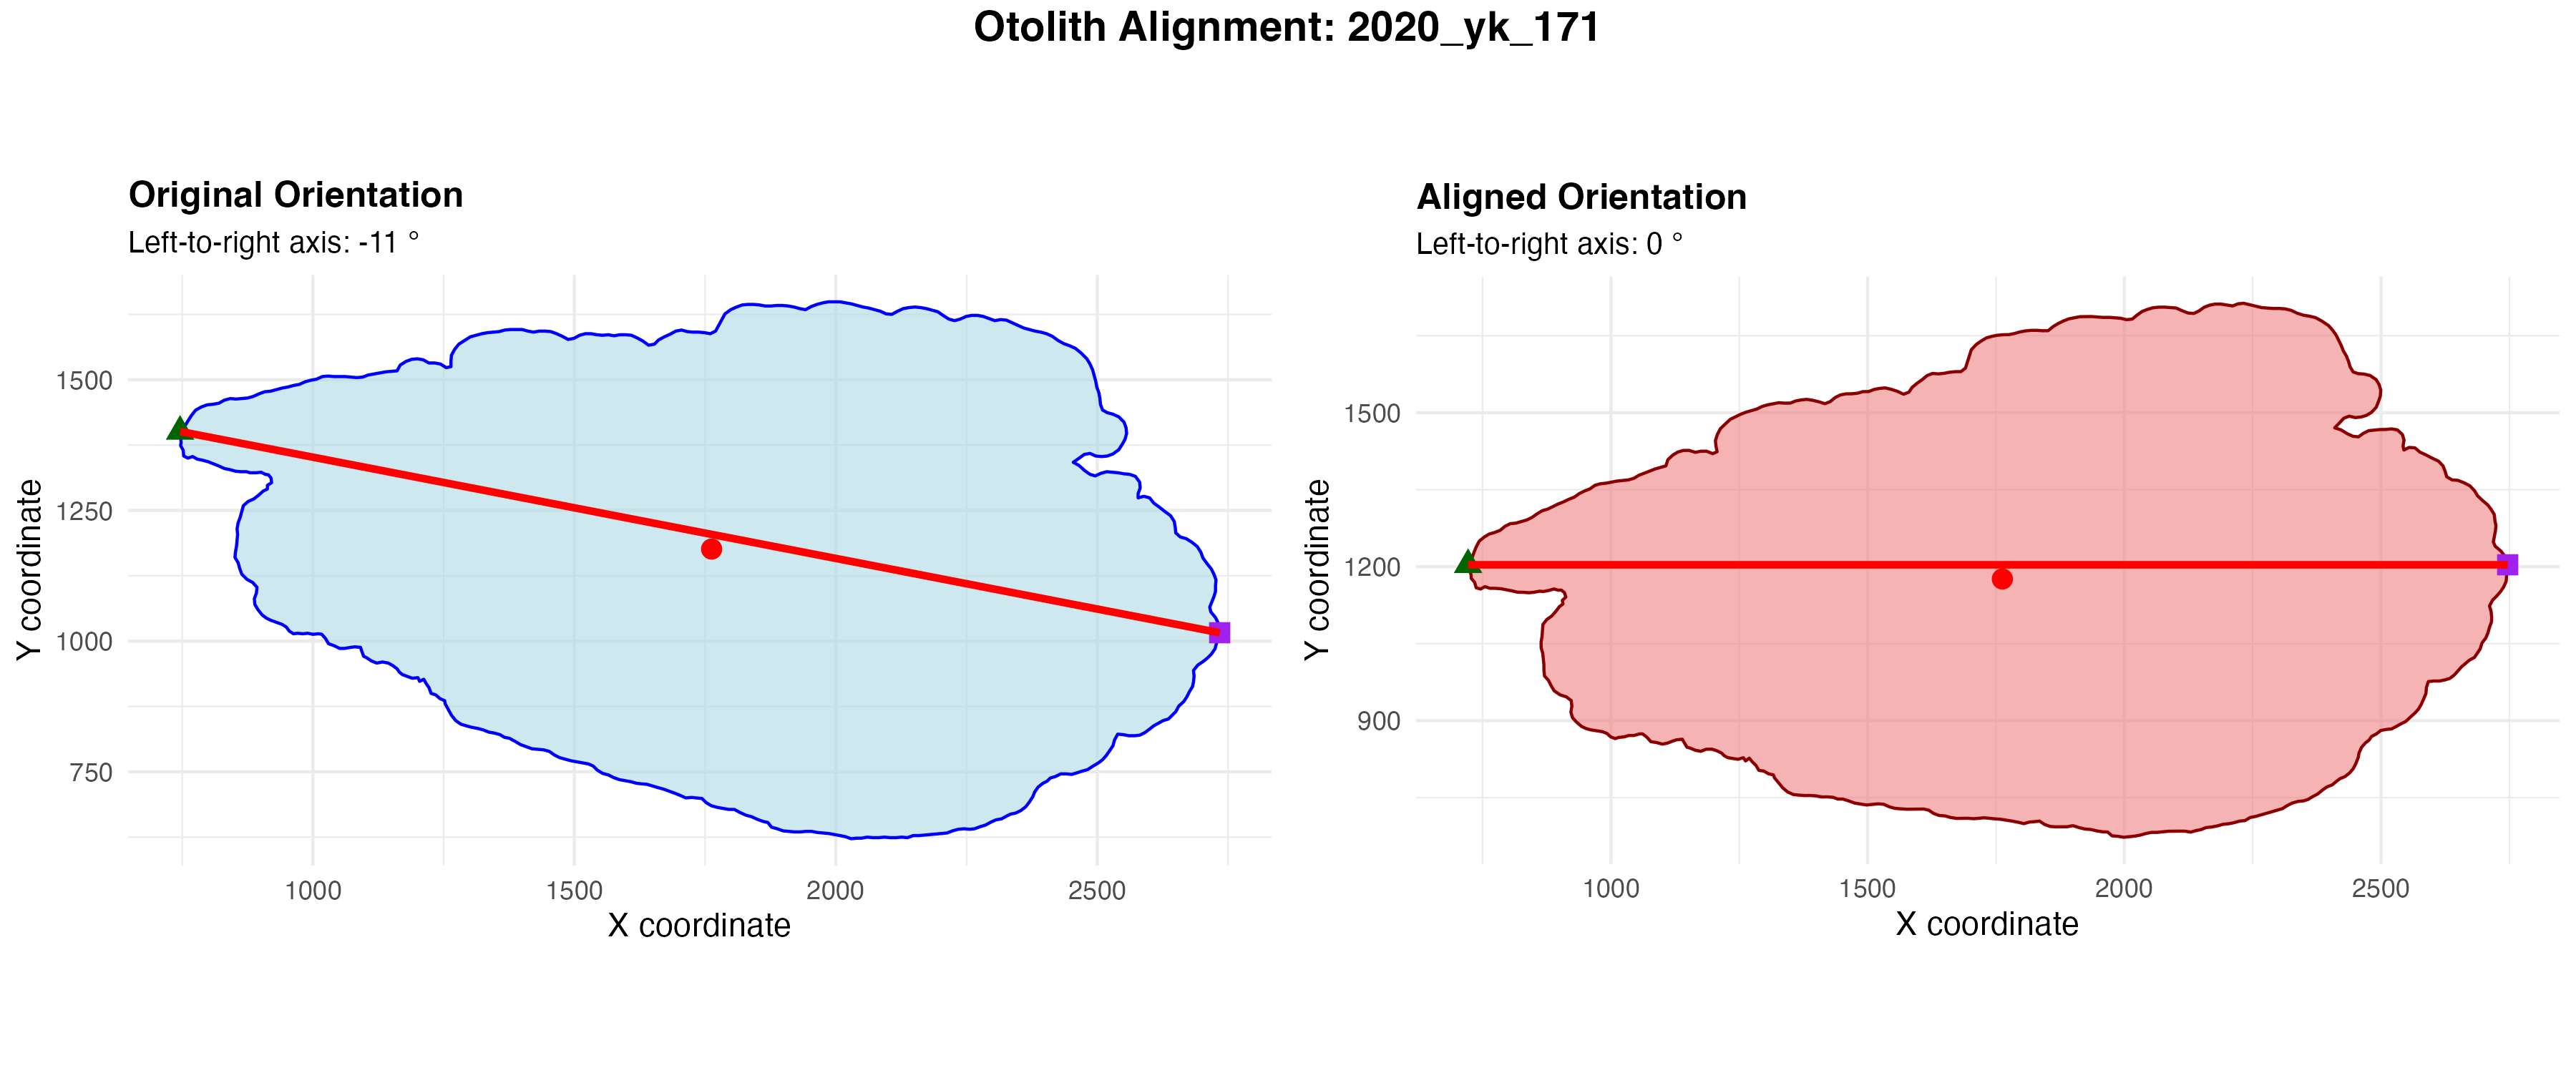 Otolith Alignment: 2020_yk_171
Original Orientation
Left-to-right axis: -11 °
Y coordinate
1500
1250
1000
750
1000 1500 2000 2500
X coordinate
Aligned Orientation
Left-to-right axis: 0 °
Y coordinate
1500
1200
900
1000 1500 2000 2500
X coordinate